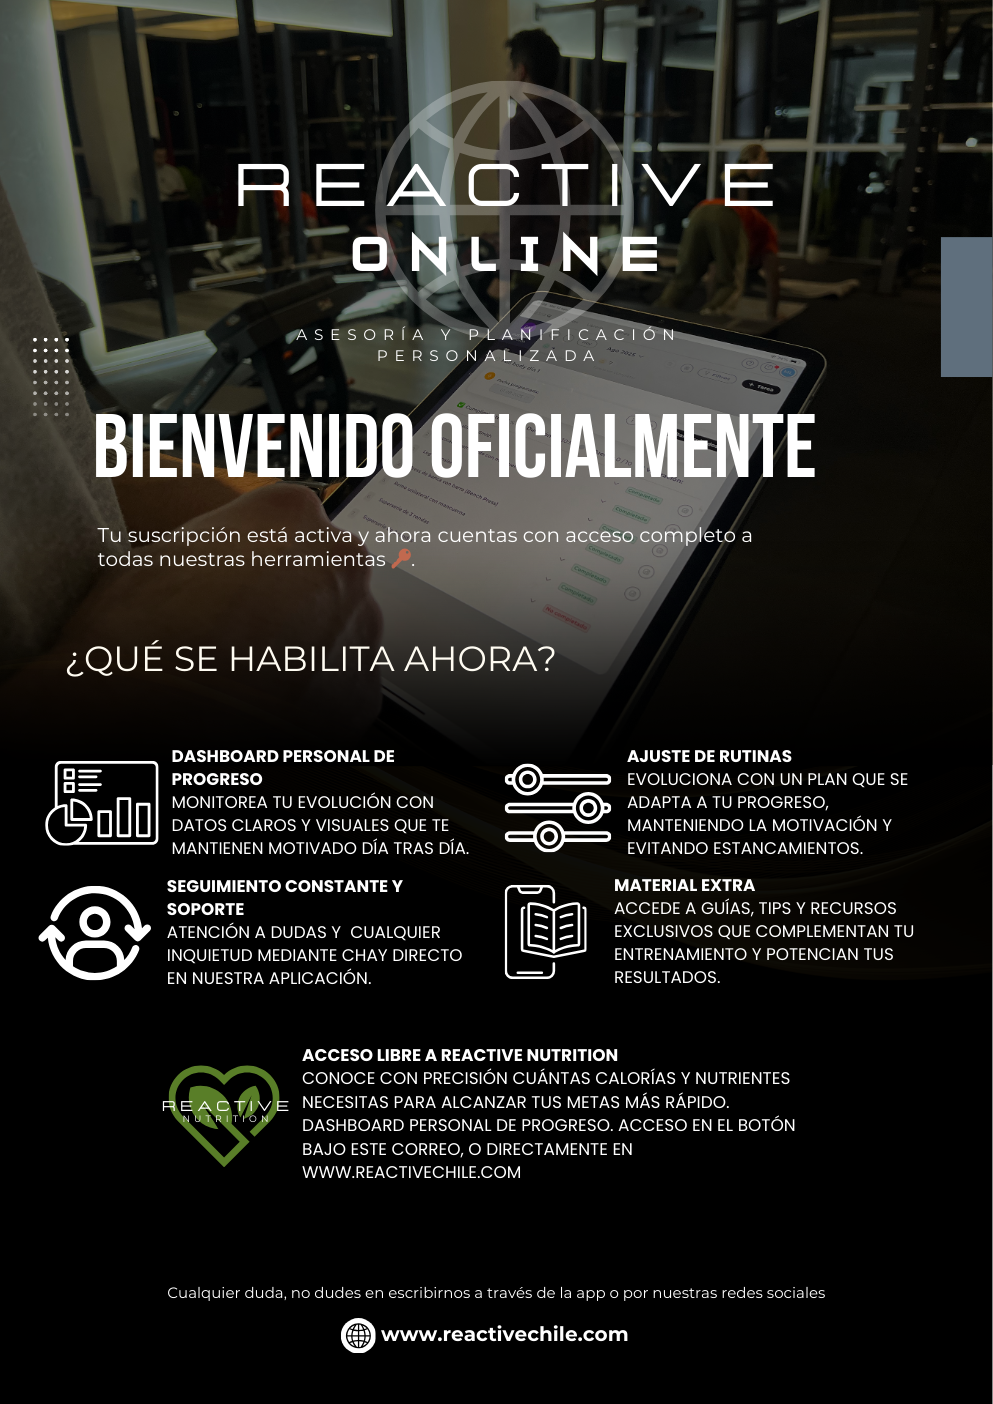 REACTIVE
ONLINE
ASESORÍA Y PLANIFICACIÓN
PERSONALIZADA
BIENVENIDO OFICIALMENTE
Tu suscripción está activa y ahora cuentas con acceso completo a
todas nuestras herramientas 🔑.
¿QUÉ SE HABILITA AHORA?
DASHBOARD PERSONAL DE
PROGRESO
MONITOREA TU EVOLUCIÓN CON
DATOS CLAROS Y VISUALES QUE TE
MANTIENEN MOTIVADO DÍA TRAS DÍA.
AJUSTE DE RUTINAS
EVOLUCIONA CON UN PLAN QUE SE
ADAPTA A TU PROGRESO,
MANTENIENDO LA MOTIVACIÓN Y
EVITANDO ESTANCAMIENTOS.
SEGUIMIENTO CONSTANTE Y
SOPORTE
ATENCIÓN A DUDAS Y  CUALQUIER
INQUIETUD MEDIANTE CHAY DIRECTO
EN NUESTRA APLICACIÓN.
MATERIAL EXTRA
ACCEDE A GUÍAS, TIPS Y RECURSOS
EXCLUSIVOS QUE COMPLEMENTAN TU
ENTRENAMIENTO Y POTENCIAN TUS
RESULTADOS.
REACTIVE
NUTRITION
ACCESO LIBRE A REACTIVE NUTRITION
CONOCE CON PRECISIÓN CUÁNTAS CALORÍAS Y NUTRIENTES
NECESITAS PARA ALCANZAR TUS METAS MÁS RÁPIDO.
DASHBOARD PERSONAL DE PROGRESO. ACCESO EN EL BOTÓN
BAJO ESTE CORREO, O DIRECTAMENTE EN
WWW.REACTIVECHILE.COM
Cualquier duda, no dudes en escribirnos a través de la app o por nuestras redes sociales
www.reactivechile.com